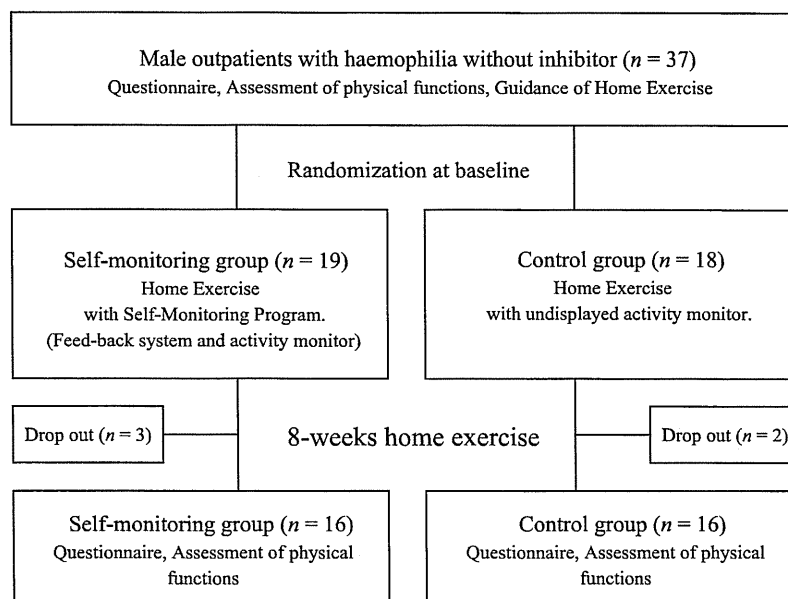 Male outpatients with haemophilia without inhibitor (n = 37)
Questionnaire, Assessment of physical functions, Guidance of Home Exercise
Randomization at baseline
Self-monitoring group (n = 19)
Home Exercise
with Self-Monitoring Program.
(Feed-back system and activity monitor)
Control group (n = 18)
Home Exercise
with undisplayed activity monitor.
Drop out (n = 3)
8-weeks home exercise
Drop out (n = 2)
Self-monitoring group (n = 16)
Questionnaire, Assessment of physical
functions
Control group (n = 16)
Questionnaire, Assessment of physical
functions